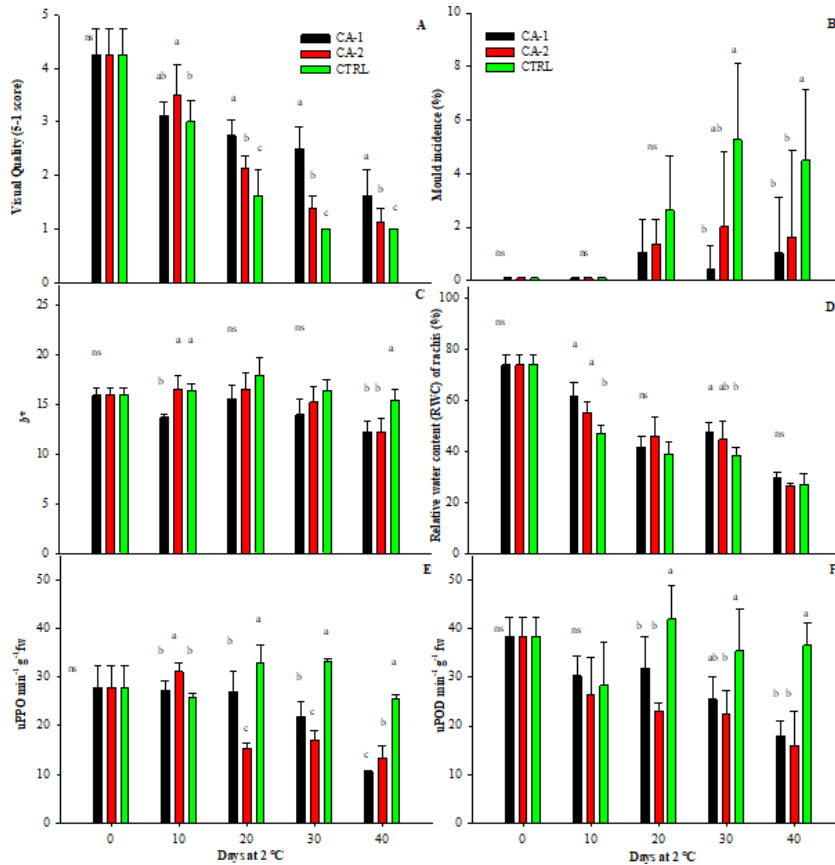 A
CA-1
CA-2
CTRL
Visual Quality (5-1 score)
5
4
3
2
1
0
ns
ab
a
b
a
b
c
a
b
c
a
b
c
B
CA-1
CA-2
CTRL
Mould incidence (%)
10
8
6
4
2
0
ns
ns
ns
b
ab
a
b
b
a
C
b*
25
20
15
10
5
0
ns
b
a
a
ns
ns
b
b
a
D
Relative water content (RWC) of rachis (%)
100
80
60
40
20
0
ns
a
a
b
ns
a
ab
b
ns
E
uPPO min⁻¹ g⁻¹fw
50
40
30
20
10
0
ns
b
a
b
b
c
a
b
c
a
c
b
a
0
10
20
30
40
Days at 2 °C
F
uPOD min⁻¹ g⁻¹ fw
50
40
30
20
10
0
ns
ns
b
b
a
ab
b
a
b
b
a
0
10
20
30
40
Days at 2 °C